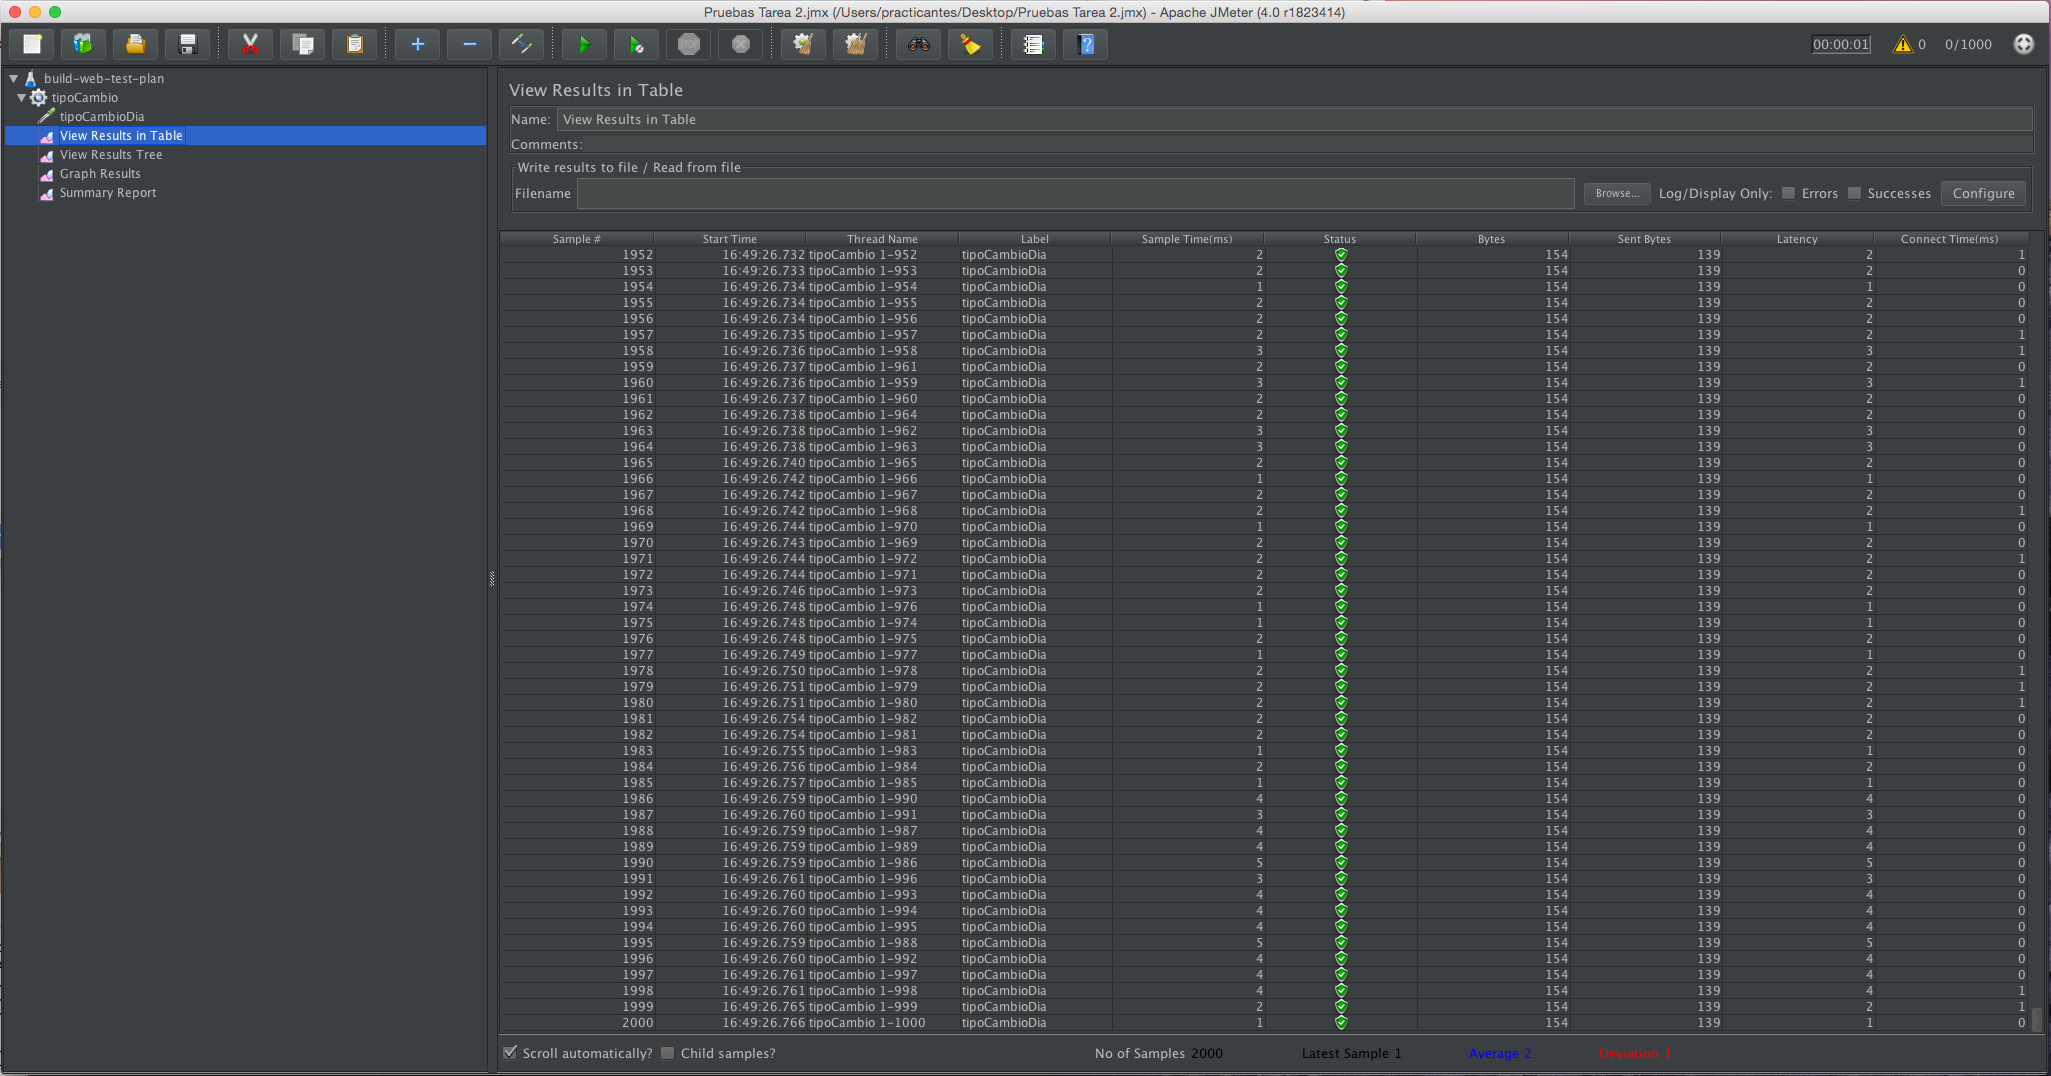 Pruebas Tarea 2.jmx (/Users/practicantes/Desktop/Pruebas Tarea 2.jmx) - Apache JMeter (4.0 r1823414)
STOP 00:00:01 0 0/1000
build-web-test-plan
tipoCambio
tipoCambioDia
View Results in Table
View Results Tree
Graph Results
Summary Report
View Results in Table
Name: View Results in Table
Comments:
Write results to file / Read from file
Filename Browse... Log/Display Only: Errors Successes Configure
Sample # Start Time Thread Name Label Sample Time(ms) Status Bytes Sent Bytes Latency Connect Time(ms)
1952 16:49:26.732 tipoCambio 1-952 tipoCambioDia 2 154 139 2 1
1953 16:49:26.733 tipoCambio 1-953 tipoCambioDia 2 154 139 2 0
1954 16:49:26.734 tipoCambio 1-954 tipoCambioDia 1 154 139 1 0
1955 16:49:26.734 tipoCambio 1-955 tipoCambioDia 2 154 139 2 0
1956 16:49:26.734 tipoCambio 1-956 tipoCambioDia 2 154 139 2 0
1957 16:49:26.735 tipoCambio 1-957 tipoCambioDia 2 154 139 2 1
1958 16:49:26.736 tipoCambio 1-958 tipoCambioDia 3 154 139 3 1
1959 16:49:26.737 tipoCambio 1-961 tipoCambioDia 2 154 139 2 0
1960 16:49:26.736 tipoCambio 1-959 tipoCambioDia 3 154 139 3 1
1961 16:49:26.737 tipoCambio 1-960 tipoCambioDia 2 154 139 2 0
1962 16:49:26.738 tipoCambio 1-964 tipoCambioDia 2 154 139 2 0
1963 16:49:26.738 tipoCambio 1-962 tipoCambioDia 3 154 139 3 0
1964 16:49:26.738 tipoCambio 1-963 tipoCambioDia 3 154 139 3 0
1965 16:49:26.740 tipoCambio 1-965 tipoCambioDia 2 154 139 2 0
1966 16:49:26.742 tipoCambio 1-966 tipoCambioDia 1 154 139 1 0
1967 16:49:26.742 tipoCambio 1-967 tipoCambioDia 2 154 139 2 0
1968 16:49:26.742 tipoCambio 1-968 tipoCambioDia 2 154 139 2 1
1969 16:49:26.744 tipoCambio 1-970 tipoCambioDia 1 154 139 1 0
1970 16:49:26.743 tipoCambio 1-969 tipoCambioDia 2 154 139 2 0
1971 16:49:26.744 tipoCambio 1-972 tipoCambioDia 2 154 139 2 1
1972 16:49:26.744 tipoCambio 1-971 tipoCambioDia 2 154 139 2 0
1973 16:49:26.746 tipoCambio 1-973 tipoCambioDia 2 154 139 2 0
1974 16:49:26.748 tipoCambio 1-976 tipoCambioDia 1 154 139 1 0
1975 16:49:26.748 tipoCambio 1-974 tipoCambioDia 1 154 139 1 0
1976 16:49:26.748 tipoCambio 1-975 tipoCambioDia 2 154 139 2 0
1977 16:49:26.749 tipoCambio 1-977 tipoCambioDia 1 154 139 1 0
1978 16:49:26.750 tipoCambio 1-978 tipoCambioDia 2 154 139 2 1
1979 16:49:26.751 tipoCambio 1-979 tipoCambioDia 2 154 139 2 1
1980 16:49:26.751 tipoCambio 1-980 tipoCambioDia 2 154 139 2 1
1981 16:49:26.754 tipoCambio 1-982 tipoCambioDia 2 154 139 2 0
1982 16:49:26.754 tipoCambio 1-981 tipoCambioDia 2 154 139 2 0
1983 16:49:26.755 tipoCambio 1-983 tipoCambioDia 1 154 139 1 0
1984 16:49:26.756 tipoCambio 1-984 tipoCambioDia 2 154 139 2 0
1985 16:49:26.757 tipoCambio 1-985 tipoCambioDia 1 154 139 1 0
1986 16:49:26.759 tipoCambio 1-990 tipoCambioDia 4 154 139 4 0
1987 16:49:26.760 tipoCambio 1-991 tipoCambioDia 3 154 139 3 0
1988 16:49:26.759 tipoCambio 1-987 tipoCambioDia 4 154 139 4 0
1989 16:49:26.759 tipoCambio 1-989 tipoCambioDia 4 154 139 4 0
1990 16:49:26.759 tipoCambio 1-986 tipoCambioDia 5 154 139 5 0
1991 16:49:26.761 tipoCambio 1-996 tipoCambioDia 3 154 139 3 0
1992 16:49:26.760 tipoCambio 1-993 tipoCambioDia 4 154 139 4 0
1993 16:49:26.760 tipoCambio 1-994 tipoCambioDia 4 154 139 4 0
1994 16:49:26.760 tipoCambio 1-995 tipoCambioDia 4 154 139 4 0
1995 16:49:26.759 tipoCambio 1-988 tipoCambioDia 5 154 139 5 0
1996 16:49:26.760 tipoCambio 1-992 tipoCambioDia 4 154 139 4 0
1997 16:49:26.761 tipoCambio 1-997 tipoCambioDia 4 154 139 4 0
1998 16:49:26.761 tipoCambio 1-998 tipoCambioDia 4 154 139 4 1
1999 16:49:26.765 tipoCambio 1-999 tipoCambioDia 2 154 139 2 1
2000 16:49:26.766 tipoCambio 1-1000 tipoCambioDia 1 154 139 1 0
Scroll automatically? Child samples? No of Samples 2000 Latest Sample 1 Average 2 Deviation 1